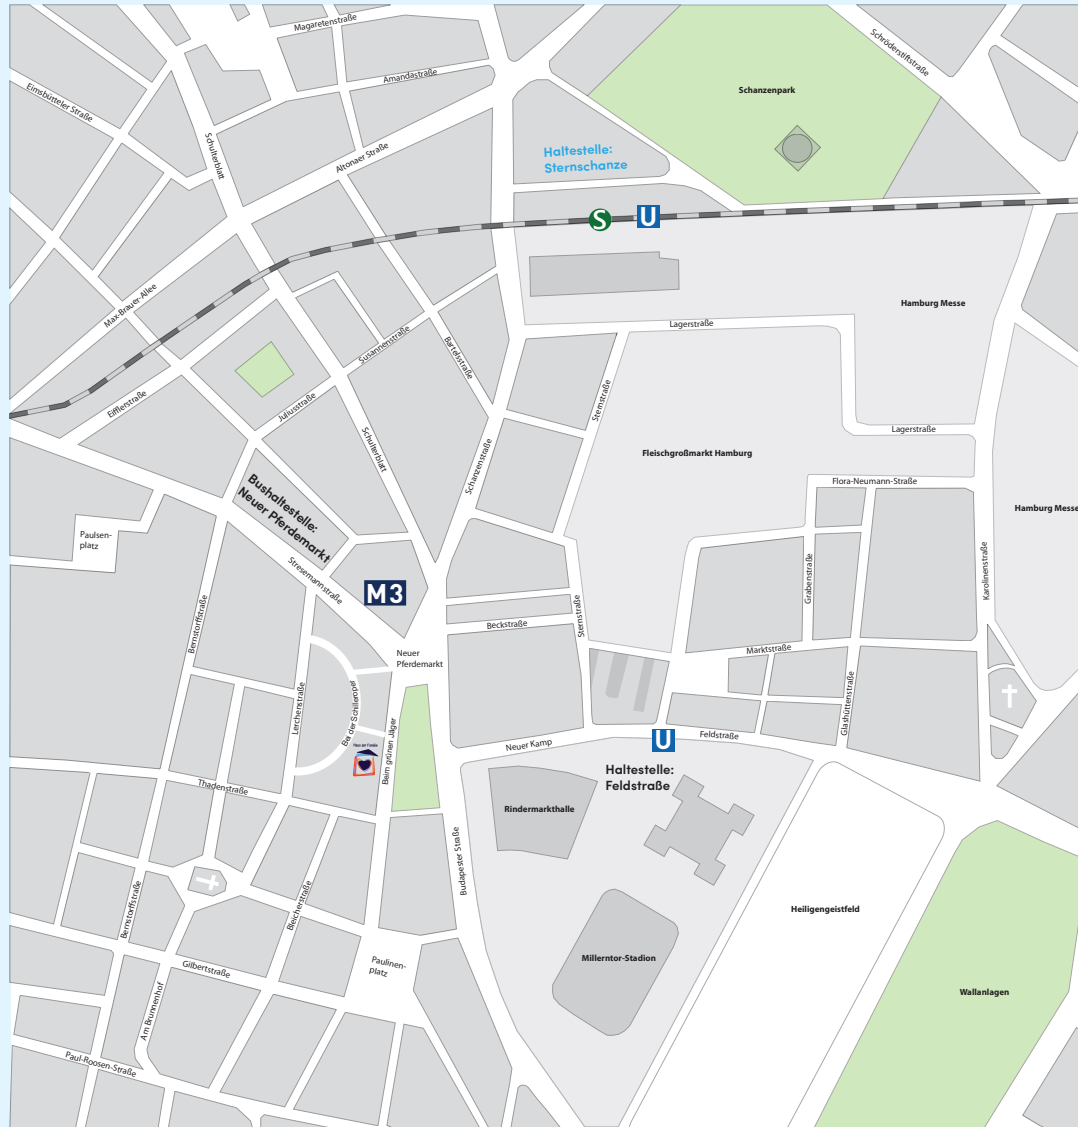 Magaretenstraße
Schröderstiftstraße
Amandastraße
Eimsbütteler Straße
Schanzenpark
Schulterblatt
Altonaer Straße
Haltestelle:
Sternschanze
S
U
Max-Brauer-Allee
Hamburg Messe
Lagerstraße
Susannenstraße
Bartelsstraße
Eifflerstraße
Juliusstraße
Sternstraße
Lagerstraße
Schulterblatt
Schanzenstraße
Fleischgroßmarkt Hamburg
Flora-Neumann-Straße
Bushaltestelle:
Neuer Pferdemarkt
Hamburg Messe
Paulsen-
platz
Stresemannstraße
M3
Grabenstraße
Karolinenstraße
Bernstorffstraße
Beckstraße
Sternstraße
Neuer
Pferdemarkt
Marktstraße
Lerchenstraße
Bei der Schilleroper
Beim grünen Jäger
Glashüttenstraße
Haus der Familie
Neuer Kamp
U
Feldstraße
Haltestelle:
Feldstraße
Thadenstraße
Rindermarkthalle
Budapester Straße
Bernstorffstraße
Bleicherstraße
Heiligengeistfeld
Gilbertstraße
Paulinen-
platz
Millerntor-Stadion
Wallanlagen
Am Brunnenhof
Paul-Roosen-Straße